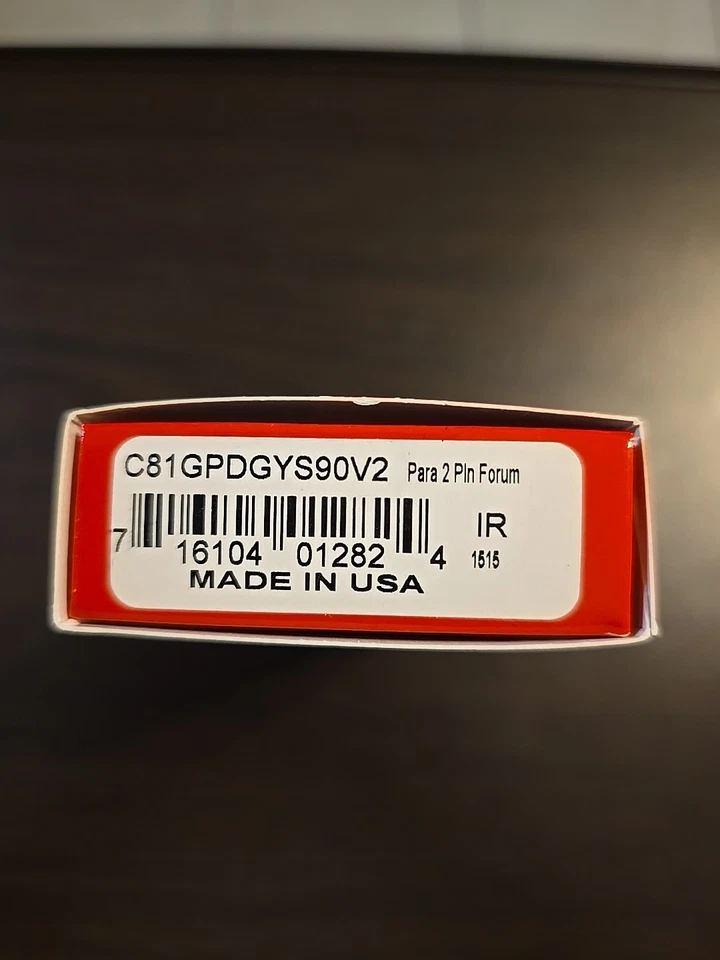 C81GPDGYS90V2 Para 2 Pln Forum
7 16104 01282 4 IR
1515
MADE IN USA